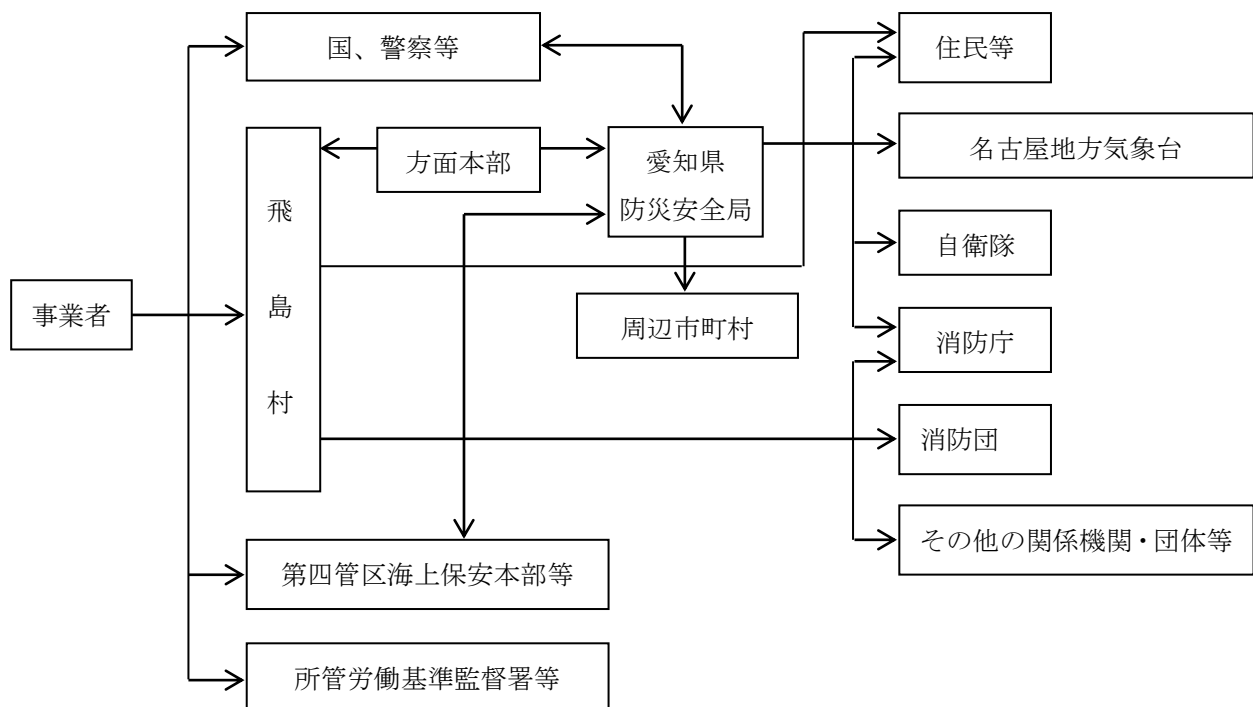 国、警察等
住民等
方面本部
愛知県
防災安全局
名古屋地方気象台
飛島村
自衛隊
事業者
周辺市町村
消防庁
消防団
その他の関係機関・団体等
第四管区海上保安本部等
所管労働基準監督署等